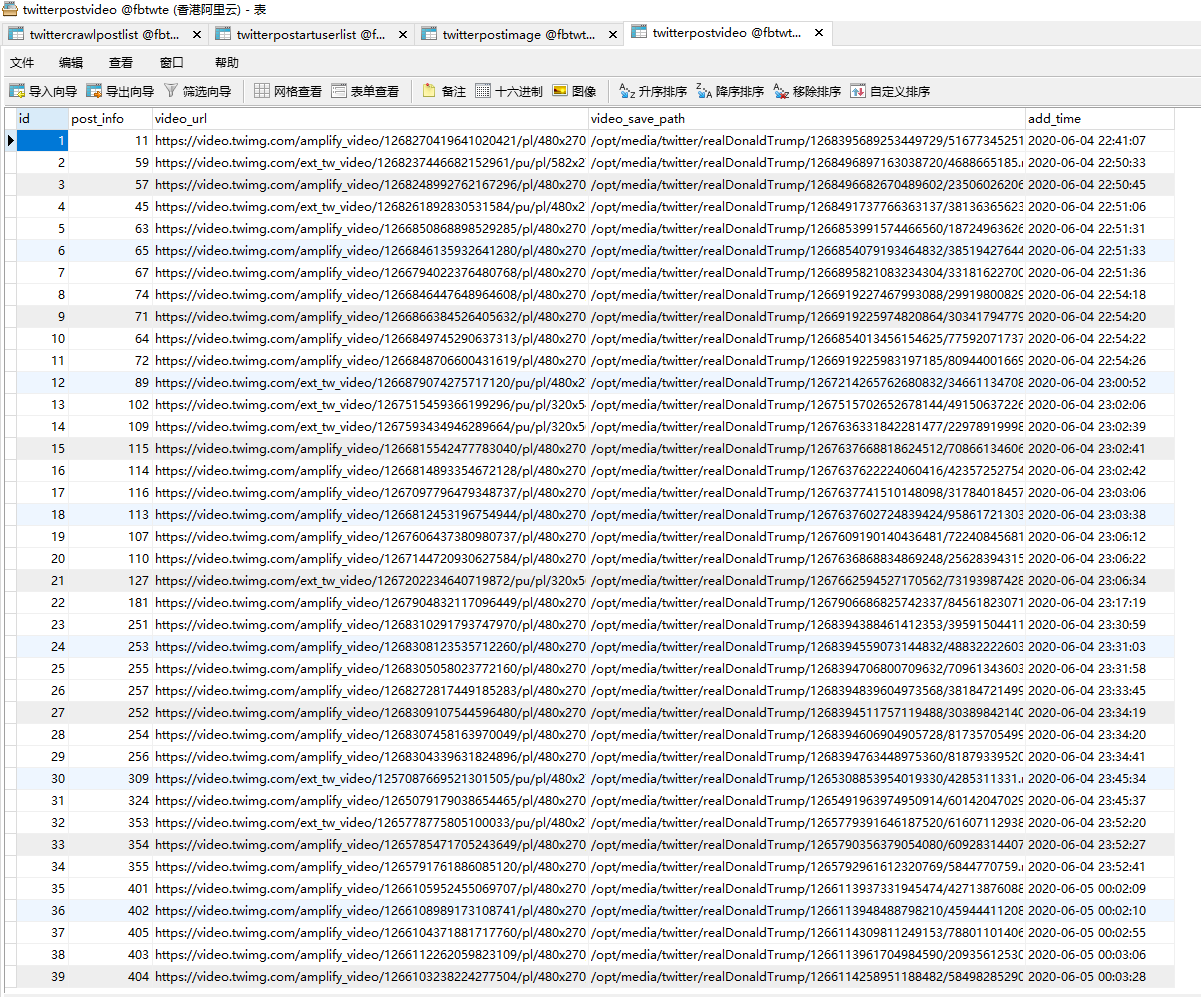 twitterpostvideo @fbtwte (香港阿里云) - 表
twittercrawlpostlist @fbt... × twitterpostartuserlist @f... × twitterpostimage @fbtwt... × twitterpostvideo @fbtwt... ×
文件 编辑 查看 窗口 帮助
导入向导 导出向导 筛选向导 网格查看 表单查看 备注 十六进制 图像 升序排序 降序排序 移除排序 自定义排序
id post_info video_url video_save_path add_time
1 11 https://video.twimg.com/amplify_video/1268270419641020421/pl/480x270 /opt/media/twitter/realDonaldTrump/1268395689253449729/51677345251 2020-06-04 22:41:07
2 59 https://video.twimg.com/ext_tw_video/1268237446682152961/pu/pl/582x2 /opt/media/twitter/realDonaldTrump/1268496897163038720/4688665185. 2020-06-04 22:50:33
3 57 https://video.twimg.com/amplify_video/1268248992762167296/pl/480x270 /opt/media/twitter/realDonaldTrump/1268496682670489602/23506026206 2020-06-04 22:50:45
4 45 https://video.twimg.com/ext_tw_video/1268261892830531584/pu/pl/480x2 /opt/media/twitter/realDonaldTrump/1268491737766363137/38136365623 2020-06-04 22:51:06
5 63 https://video.twimg.com/amplify_video/1266850868898529285/pl/480x270 /opt/media/twitter/realDonaldTrump/1266853991574466560/18724963626 2020-06-04 22:51:31
6 65 https://video.twimg.com/amplify_video/1266846135932641280/pl/480x270 /opt/media/twitter/realDonaldTrump/1266854079193464832/38519427644 2020-06-04 22:51:33
7 67 https://video.twimg.com/amplify_video/1266794022376480768/pl/480x270 /opt/media/twitter/realDonaldTrump/1266895821083234304/33181622700 2020-06-04 22:51:36
8 74 https://video.twimg.com/amplify_video/1266846447648964608/pl/480x270 /opt/media/twitter/realDonaldTrump/1266919227467993088/29919800829 2020-06-04 22:54:18
9 71 https://video.twimg.com/amplify_video/1266866384526405632/pl/480x270 /opt/media/twitter/realDonaldTrump/1266919225974820864/30341794779 2020-06-04 22:54:20
10 64 https://video.twimg.com/amplify_video/1266849745290637313/pl/480x270 /opt/media/twitter/realDonaldTrump/1266854013456154625/77592071737 2020-06-04 22:54:22
11 72 https://video.twimg.com/amplify_video/1266848706600431619/pl/480x270 /opt/media/twitter/realDonaldTrump/1266919225983197185/80944001669 2020-06-04 22:54:26
12 89 https://video.twimg.com/ext_tw_video/1266879074275717120/pu/pl/480x2 /opt/media/twitter/realDonaldTrump/1267214265762680832/34661134708 2020-06-04 23:00:52
13 102 https://video.twimg.com/ext_tw_video/1267515459366199296/pu/pl/320x5 /opt/media/twitter/realDonaldTrump/1267515702652678144/49150637226 2020-06-04 23:02:06
14 109 https://video.twimg.com/ext_tw_video/1267593434946289664/pu/pl/320x5 /opt/media/twitter/realDonaldTrump/1267636331842281477/22978919998 2020-06-04 23:02:39
15 115 https://video.twimg.com/amplify_video/1266815542477783040/pl/480x270 /opt/media/twitter/realDonaldTrump/1267637668818624512/70866134606 2020-06-04 23:02:41
16 114 https://video.twimg.com/amplify_video/1266814893354672128/pl/480x270 /opt/media/twitter/realDonaldTrump/1267637622224060416/42357252754 2020-06-04 23:02:42
17 116 https://video.twimg.com/amplify_video/1267097796479348737/pl/480x270 /opt/media/twitter/realDonaldTrump/1267637741510148098/31784018457 2020-06-04 23:03:06
18 113 https://video.twimg.com/amplify_video/1266812453196754944/pl/480x270 /opt/media/twitter/realDonaldTrump/1267637602724839424/95861721303 2020-06-04 23:03:38
19 107 https://video.twimg.com/amplify_video/1267606437380980737/pl/480x270 /opt/media/twitter/realDonaldTrump/1267609190140436481/72240845681 2020-06-04 23:06:12
20 110 https://video.twimg.com/amplify_video/1267144720930627584/pl/480x270 /opt/media/twitter/realDonaldTrump/1267636868834869248/25628394315 2020-06-04 23:06:22
21 127 https://video.twimg.com/ext_tw_video/1267202234640719872/pu/pl/320x5 /opt/media/twitter/realDonaldTrump/1267662594527170562/73193987428 2020-06-04 23:06:34
22 181 https://video.twimg.com/amplify_video/1267904832117096449/pl/480x270 /opt/media/twitter/realDonaldTrump/1267906686825742337/84561823071 2020-06-04 23:17:19
23 251 https://video.twimg.com/amplify_video/1268310291793747970/pl/480x270 /opt/media/twitter/realDonaldTrump/1268394388461412353/39591504411 2020-06-04 23:30:59
24 253 https://video.twimg.com/amplify_video/1268308123535712260/pl/480x270 /opt/media/twitter/realDonaldTrump/1268394559073144832/48832222603 2020-06-04 23:31:03
25 255 https://video.twimg.com/amplify_video/1268305058023772160/pl/480x270 /opt/media/twitter/realDonaldTrump/1268394706800709632/70961343603 2020-06-04 23:31:58
26 257 https://video.twimg.com/amplify_video/1268272817449185283/pl/480x270 /opt/media/twitter/realDonaldTrump/1268394839604973568/38184721499 2020-06-04 23:33:45
27 252 https://video.twimg.com/amplify_video/1268309107544596480/pl/480x270 /opt/media/twitter/realDonaldTrump/1268394511757119488/30389842140 2020-06-04 23:34:19
28 254 https://video.twimg.com/amplify_video/1268307458163970049/pl/480x270 /opt/media/twitter/realDonaldTrump/1268394606904905728/81735705499 2020-06-04 23:34:20
29 256 https://video.twimg.com/amplify_video/1268304339631824896/pl/480x270 /opt/media/twitter/realDonaldTrump/1268394763448975360/81879339520 2020-06-04 23:34:41
30 309 https://video.twimg.com/ext_tw_video/1257087669521301505/pu/pl/480x2 /opt/media/twitter/realDonaldTrump/1265308853954019330/4285311331. 2020-06-04 23:45:34
31 324 https://video.twimg.com/amplify_video/1265079179038654465/pl/480x270 /opt/media/twitter/realDonaldTrump/1265491963974950914/60142047029 2020-06-04 23:45:37
32 353 https://video.twimg.com/ext_tw_video/1265778775805100033/pu/pl/480x2 /opt/media/twitter/realDonaldTrump/1265779391646187520/61607112938 2020-06-04 23:52:20
33 354 https://video.twimg.com/amplify_video/1265785471705243649/pl/480x270 /opt/media/twitter/realDonaldTrump/1265790356379054080/60928314407 2020-06-04 23:52:27
34 355 https://video.twimg.com/amplify_video/1265791761886085120/pl/480x270 /opt/media/twitter/realDonaldTrump/1265792961612320769/5844770759. 2020-06-04 23:52:41
35 401 https://video.twimg.com/amplify_video/1266105952455069707/pl/480x270 /opt/media/twitter/realDonaldTrump/1266113937331945474/42713876088 2020-06-05 00:02:09
36 402 https://video.twimg.com/amplify_video/1266108989173108741/pl/480x270 /opt/media/twitter/realDonaldTrump/1266113948488798210/45944411208 2020-06-05 00:02:10
37 405 https://video.twimg.com/amplify_video/1266104371881717760/pl/480x270 /opt/media/twitter/realDonaldTrump/1266114309811249153/78801101406 2020-06-05 00:02:55
38 403 https://video.twimg.com/amplify_video/1266112262059823109/pl/480x270 /opt/media/twitter/realDonaldTrump/1266113961704984590/20935612530 2020-06-05 00:03:06
39 404 https://video.twimg.com/amplify_video/1266103238224277504/pl/480x270 /opt/media/twitter/realDonaldTrump/1266114258951188482/58498285290 2020-06-05 00:03:28